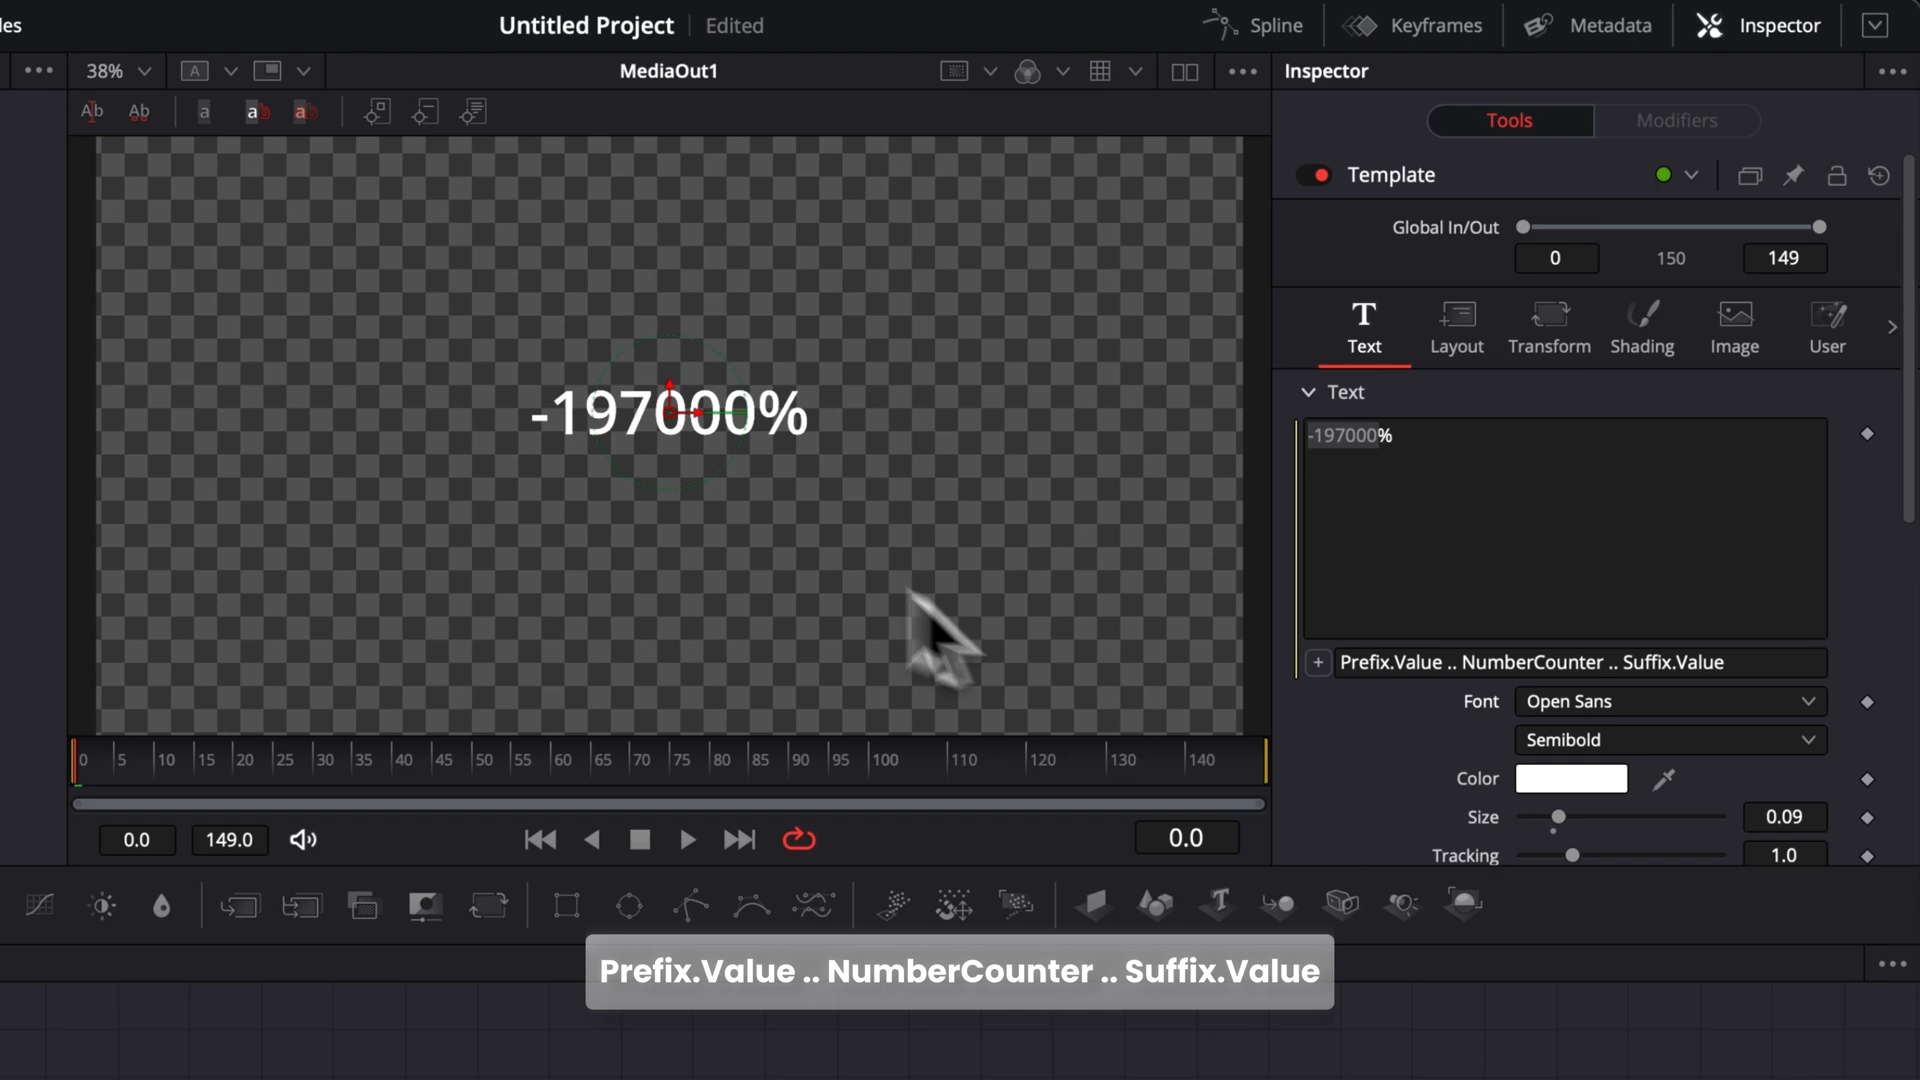 les
Untitled Project Edited
Spline
Keyframes
Metadata
Inspector
38%
A
MediaOut1
Inspector
Ab
Ab
a
ab
ab
Tools
Modifiers
Template
Global In/Out
0
150
149
T
Text
Layout
Transform
Shading
Image
User
Text
-197000%
-197000%
Prefix.Value .. NumberCounter .. Suffix.Value
Font
Open Sans
Semibold
Color
Size
0.09
Tracking
1.0
0 5 10 15 20 25 30 35 40 45 50 55 60 65 70 75 80 85 90 95 100 110 120 130 140
0.0
149.0
0.0
T
Prefix.Value .. NumberCounter .. Suffix.Value